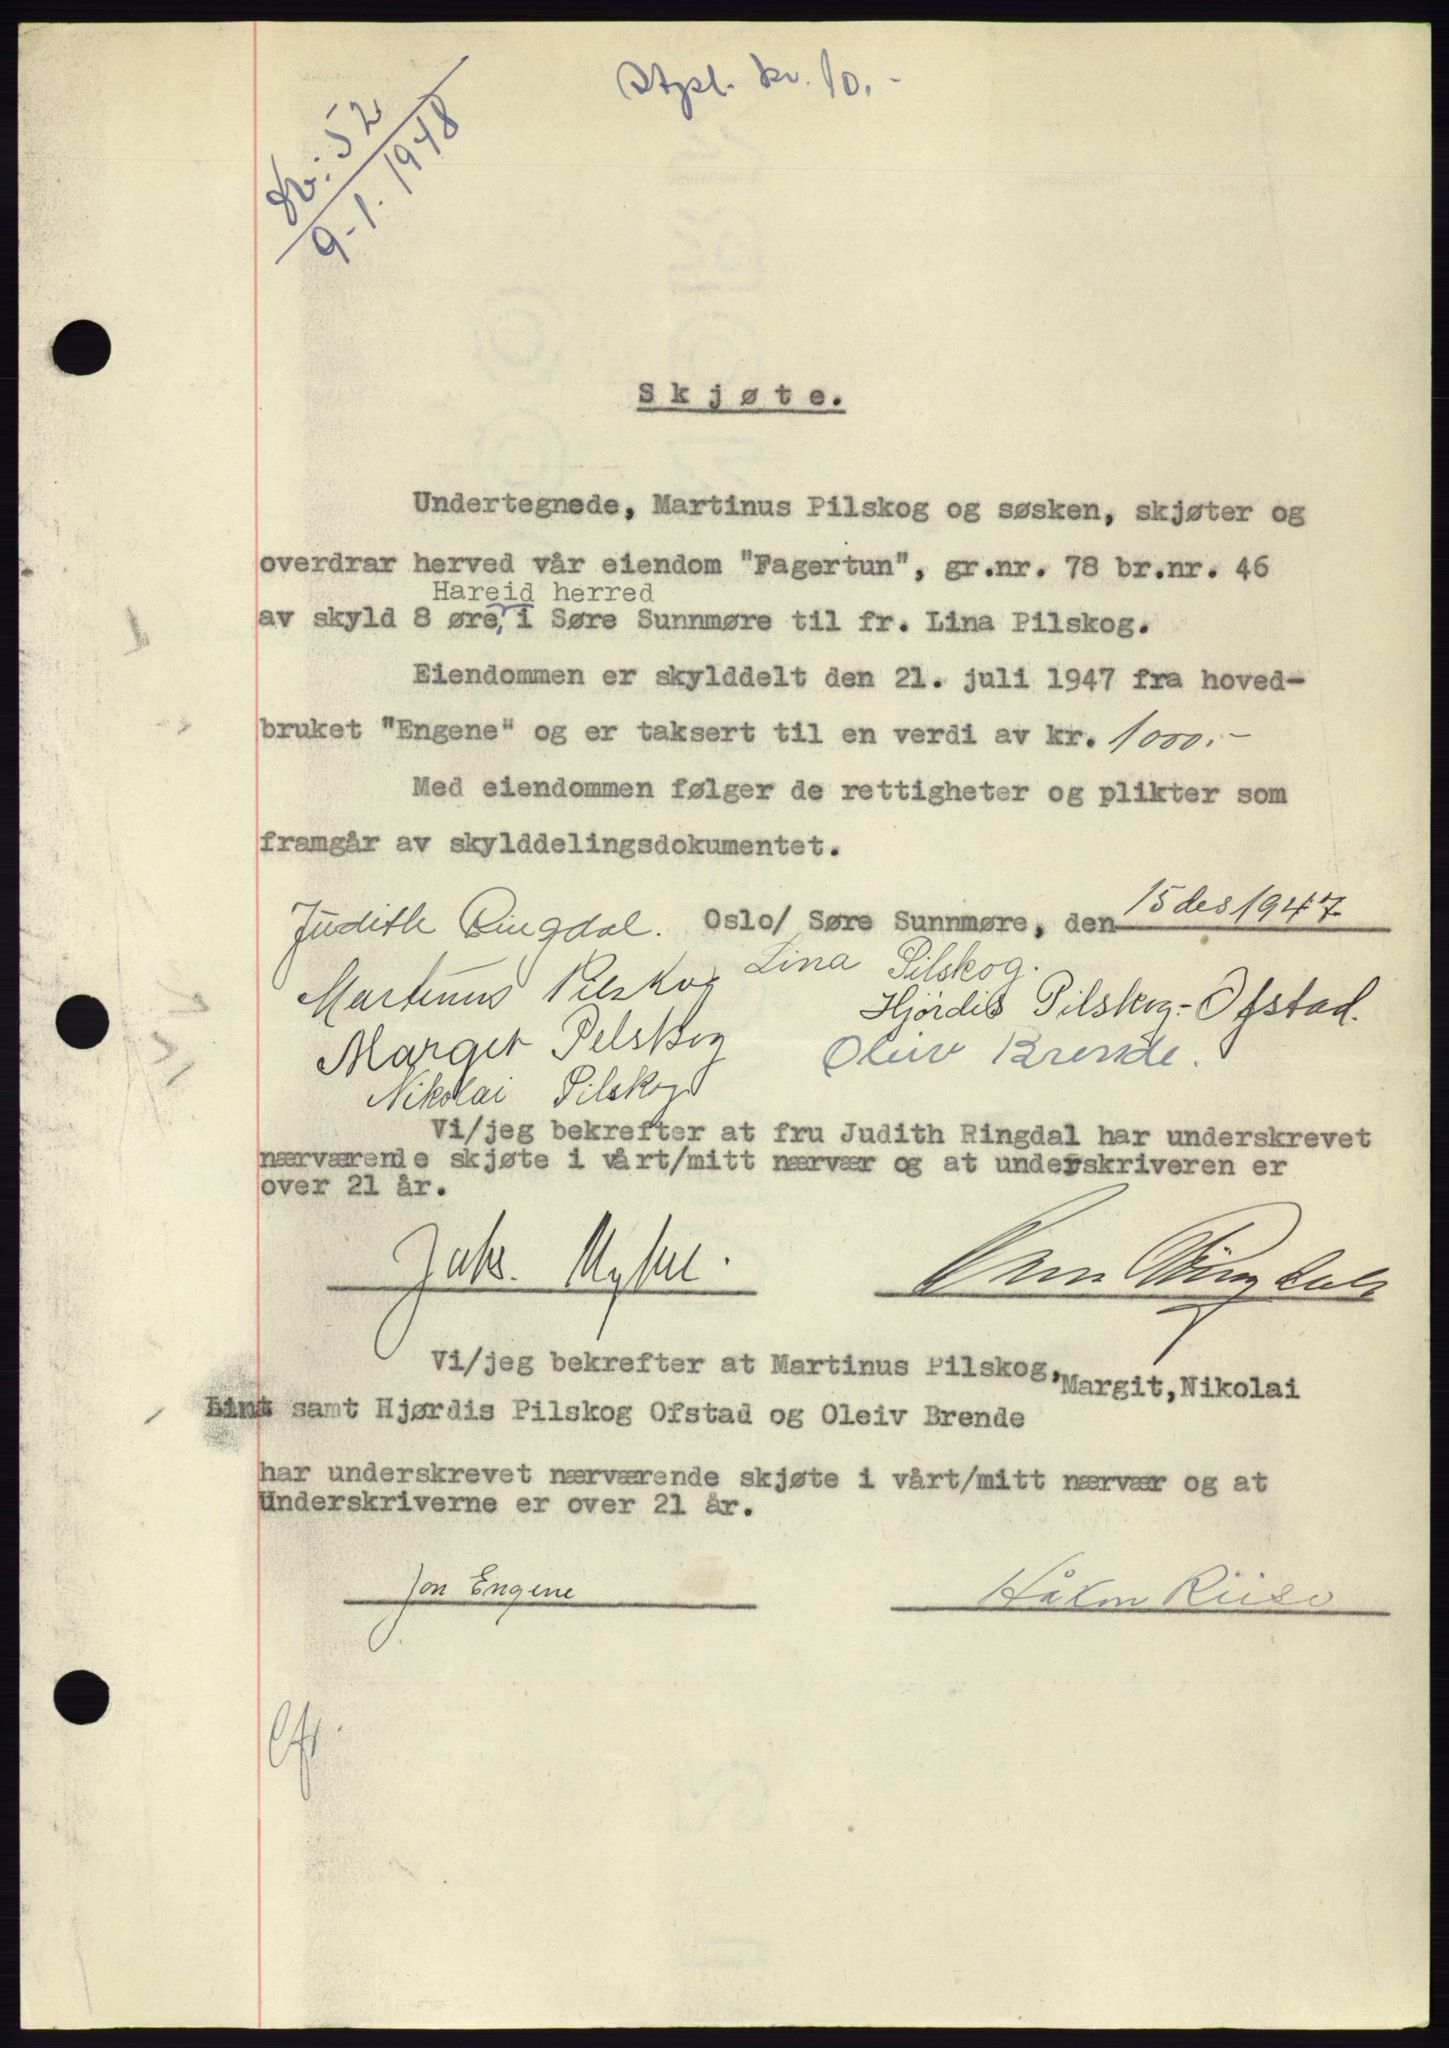 Stpl. kr. 10.-
Nr: 52
9-1. 1948
Skjøte.
Undertegnede, Martinus Pilskog og søsken, skjøter og
overdrar herved vår eiendom "Fagertun", gr.nr. 78 br.nr. 46
Hareid herred
av skyld 8 øre, i Søre Sunnmøre til fr. Lina Pilskog.
Eiendommen er skylddelt den 21. juli 1947 fra hoved-
bruket "Engene" og er taksert til en verdi av kr. 1000.-
Med eiendommen følger de rettigheter og plikter som
framgår av skylddelingsdokumentet.
Judith Ringdal. Oslo/ Søre Sunnmøre, den 15 des 1947
Lina Pilskog.
Martinus Pilskog
Hjördis Pilskog-Ofstad.
Marget Pilskog
Oleiv Brende.
Nikolai Pilskog
Vi/jeg bekrefter at fru Judith Ringdal har underskrevet
nærværende skjøte i vårt/mitt nærvær og at underskriveren er
over 21 år.
Vi/jeg bekrefter at Martinus Pilskog, Margit, Nikolai
samt Hjørdis Pilskog Ofstad og Oleiv Brende
har underskrevet nærværende skjøte i vårt/mitt nærvær og at
Underskriverne er over 21 år.
Jon Engene
Håkon Riise